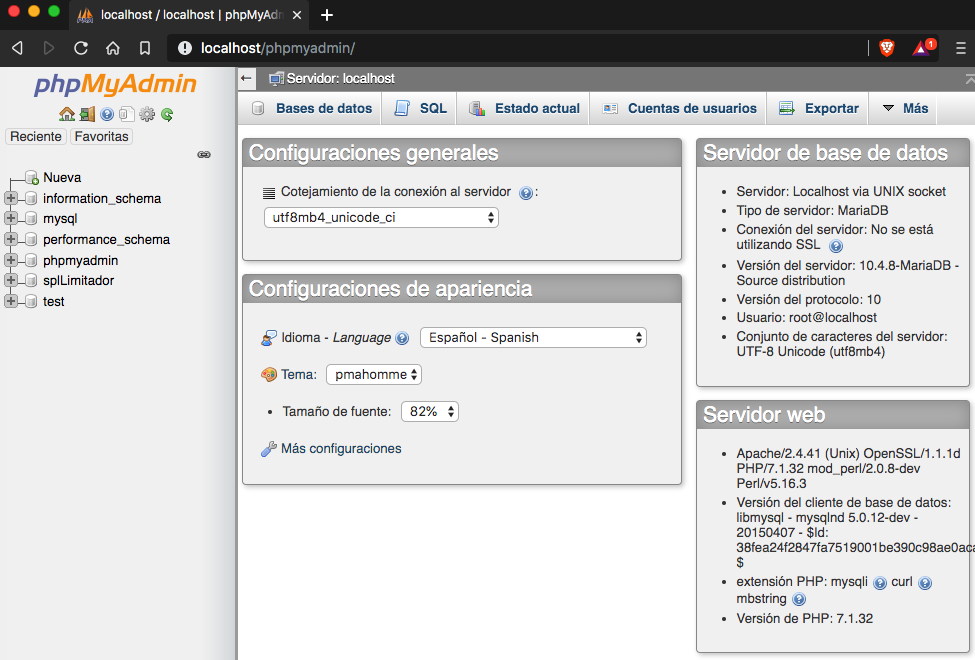 localhost / localhost | phpMyAdm
localhost/phpmyadmin/
1
phpMyAdmin
Reciente Favoritas
Nueva
information_schema
mysql
performance_schema
phpmyadmin
splLimitador
test
Servidor: localhost
Bases de datos SQL Estado actual Cuentas de usuarios Exportar Más
Configuraciones generales
Cotejamiento de la conexión al servidor :
utf8mb4_unicode_ci
Configuraciones de apariencia
Idioma - Language Español - Spanish
Tema: pmahomme
• Tamaño de fuente: 82%
Más configuraciones
Servidor de base de datos
• Servidor: Localhost via UNIX socket
• Tipo de servidor: MariaDB
• Conexión del servidor: No se está
utilizando SSL
• Versión del servidor: 10.4.8-MariaDB -
Source distribution
• Versión del protocolo: 10
• Usuario: root@localhost
• Conjunto de caracteres del servidor:
UTF-8 Unicode (utf8mb4)
Servidor web
• Apache/2.4.41 (Unix) OpenSSL/1.1.1d
PHP/7.1.32 mod_perl/2.0.8-dev
Perl/v5.16.3
• Versión del cliente de base de datos:
libmysql - mysqlnd 5.0.12-dev -
20150407 - $Id:
38fea24f2847fa7519001be390c98ae0aca
$
• extensión PHP: mysqli curl
mbstring
• Versión de PHP: 7.1.32